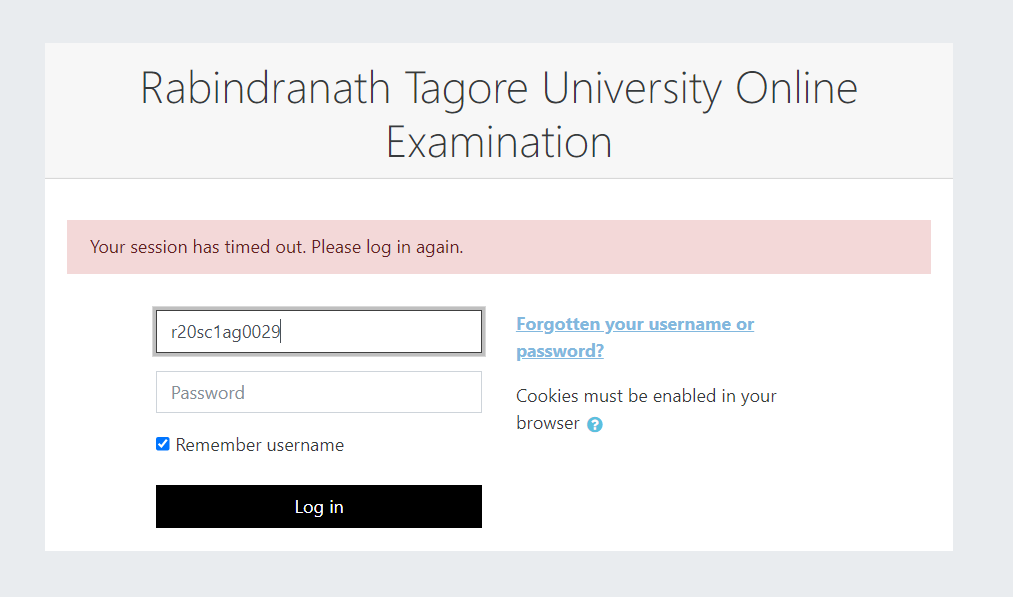 Rabindranath Tagore University Online
Examination
Your session has timed out. Please log in again.
r20sc1ag0029
Password
Remember username
Log in
Forgotten your username or
password?
Cookies must be enabled in your
browser ?